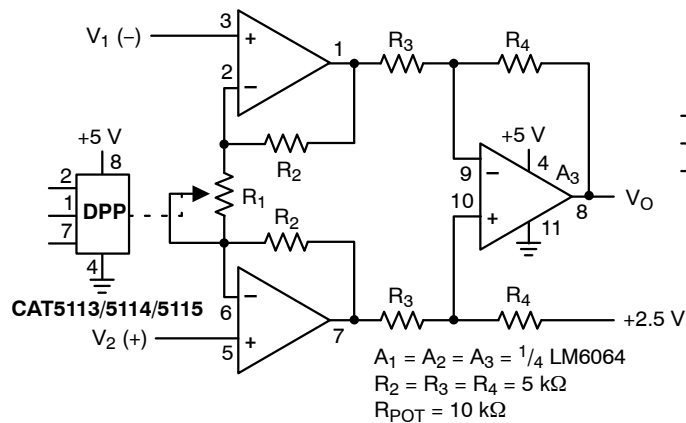 3
V1 (–)
+
1
R3
R4
2
–
+5 V
+5 V
8
R2
4
A3
9
–
2
R1
10
VO
1
DPP
8
7
R2
+
11
4
–
R3
R4
CAT5113/5114/5115
6
7
+2.5 V
V2 (+)
5
+
A1 = A2 = A3 = 1/4 LM6064
R2 = R3 = R4 = 5 kΩ
RPOT = 10 kΩ